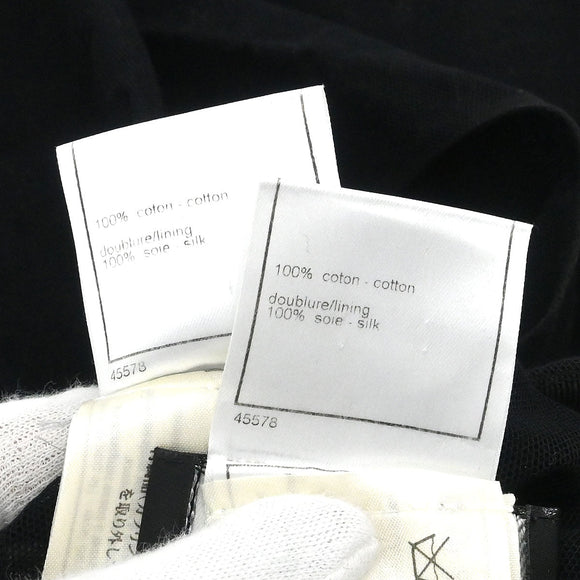 100% coton - cotton
doublure/lining
100% soie - silk
45578
100% coton - cotton
doublure/lining
100% soie - silk
45578
を取り外し